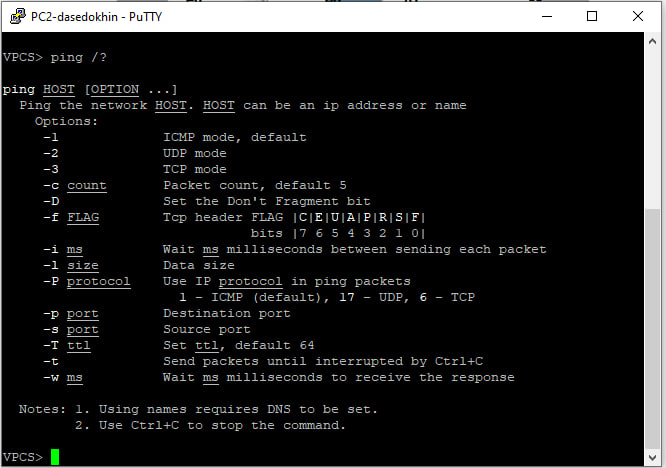 PC2-dasedokhin - PuTTY
VPCS> ping /?
ping HOST [OPTION ...]
Ping the network HOST. HOST can be an ip address or name
Options:
-1 ICMP mode, default
-2 UDP mode
-3 TCP mode
-c count Packet count, default 5
-D Set the Don't Fragment bit
-f FLAG Tcp header FLAG |C|E|U|A|P|R|S|F|
bits |7 6 5 4 3 2 1 0|
-i ms Wait ms milliseconds between sending each packet
-l size Data size
-P protocol Use IP protocol in ping packets
1 - ICMP (default), 17 - UDP, 6 - TCP
-p port Destination port
-s port Source port
-T ttl Set ttl, default 64
-t Send packets until interrupted by Ctrl+C
-w ms Wait ms milliseconds to receive the response
Notes: 1. Using names requires DNS to be set.
2. Use Ctrl+C to stop the command.
VPCS>